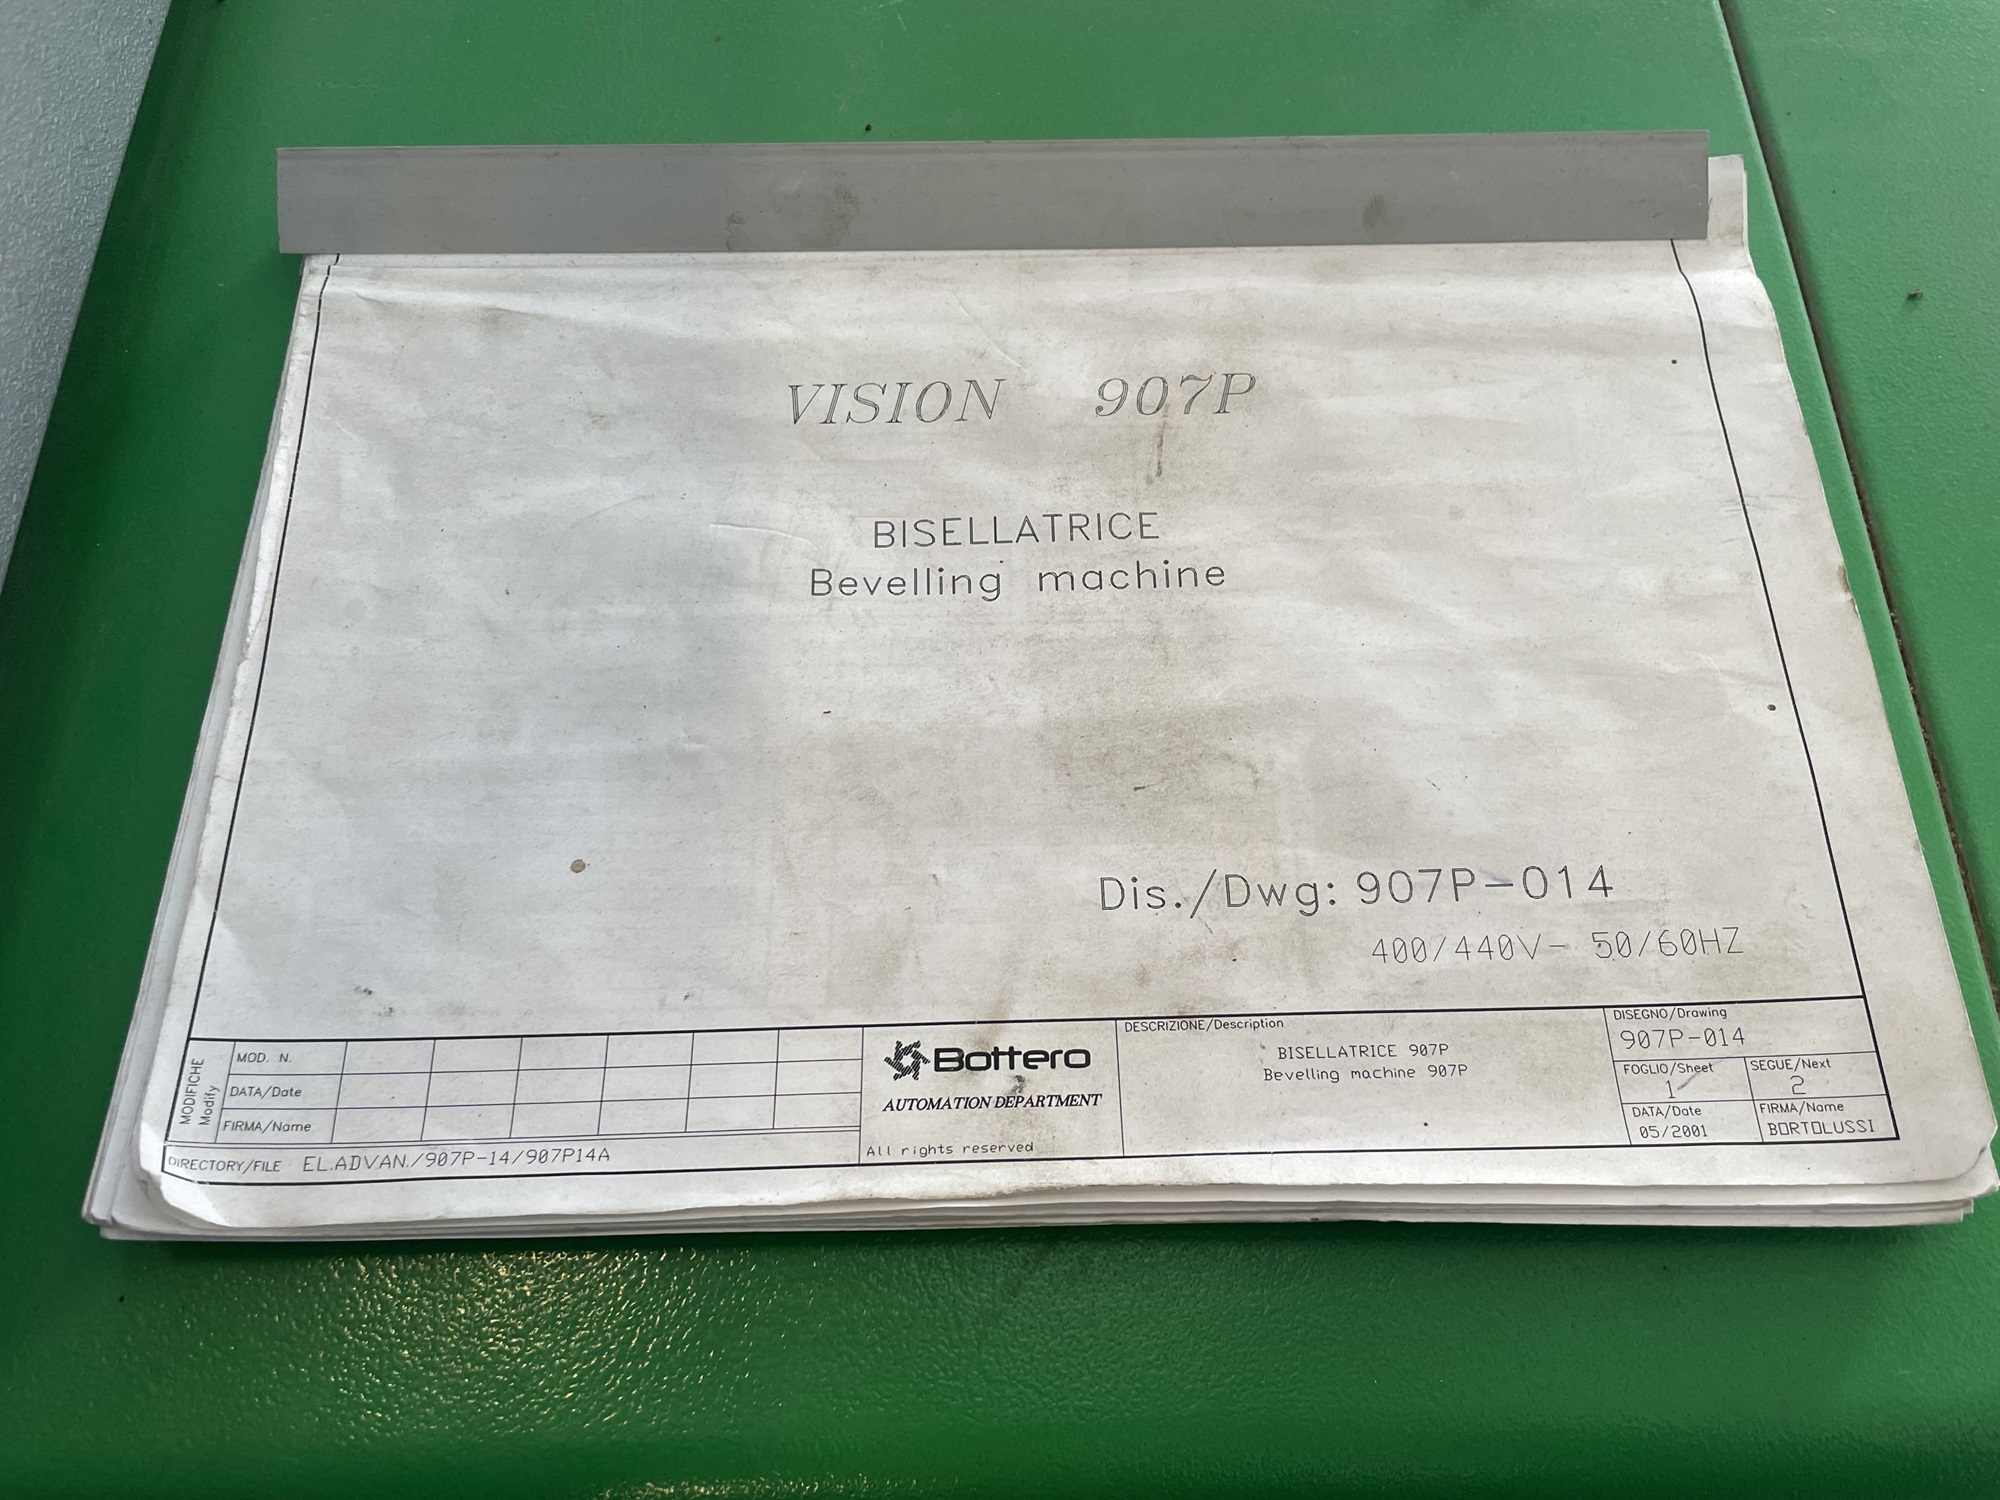 VISION 907P
BISELLATRICE
Bevelling machine
Dis./Dwg: 907P-014
400/440V- 50/60HZ
MODIFICHE
Modify
MOD. N.
DATA/Date
FIRMA/Name
DIRECTORY/FILE EL.ADVAN./907P-14/907P14A
Bottero
AUTOMATION DEPARTMENT
All rights reserved
DESCRIZIONE/Description
BISELLATRICE 907P
Bevelling machine 907P
DISEGNO/Drawing
907P-014
FOGLIO/Sheet
1
SEGUE/Next
2
DATA/Date
05/2001
FIRMA/Name
BORTOLUSSI